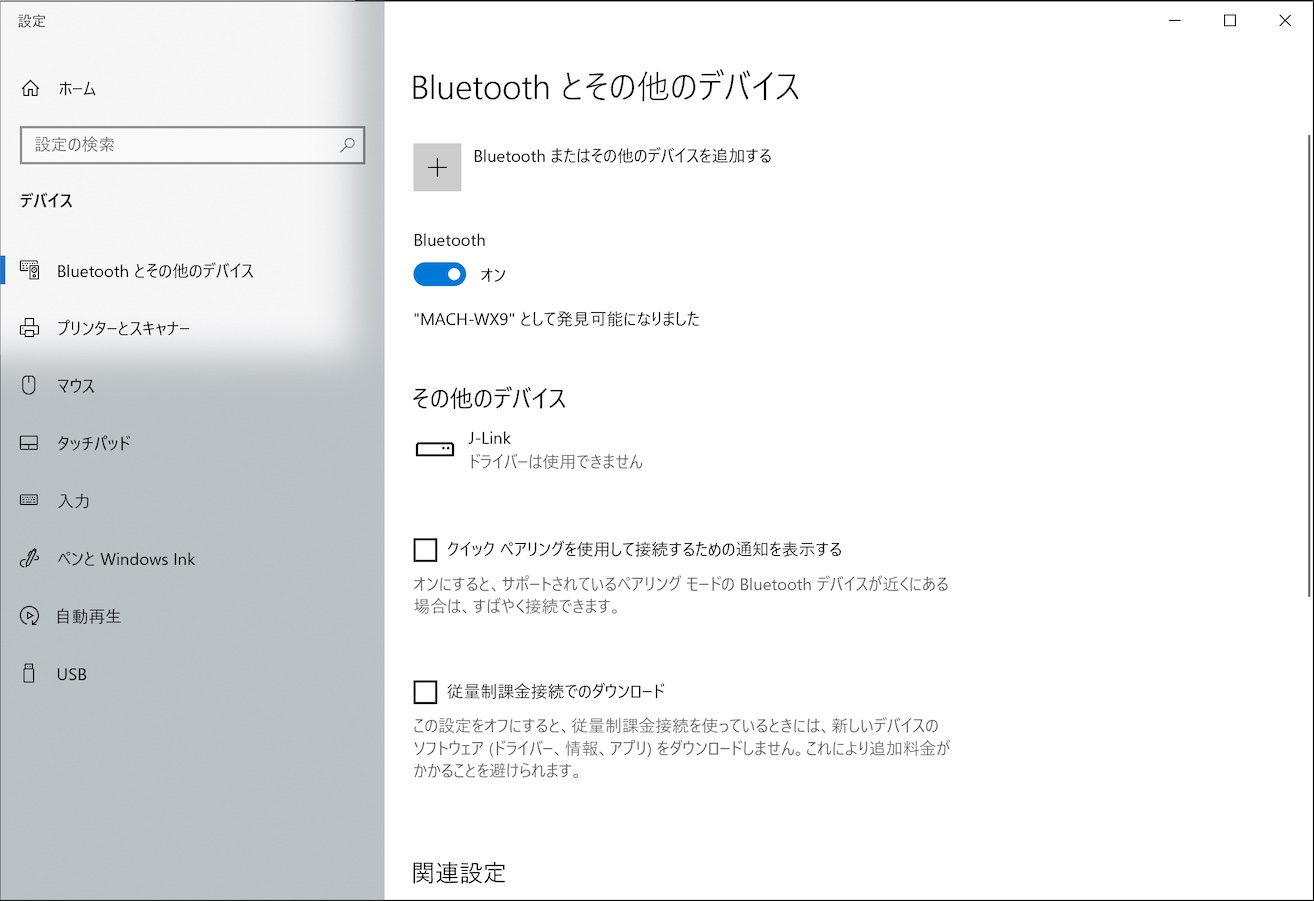 設定
ホーム
設定の検索
デバイス
Bluetooth とその他のデバイス
プリンターとスキャナー
マウス
タッチパッド
入力
ペンと Windows Ink
自動再生
USB
Bluetooth とその他のデバイス
Bluetooth またはその他のデバイスを追加する
Bluetooth
オン
"MACH-WX9" として発見可能になりました
その他のデバイス
J-Link
ドライバーは使用できません
クイック ペアリングを使用して接続するための通知を表示する
オンにすると、サポートされているペアリング モードの Bluetooth デバイスが近くにある
場合は、すばやく接続できます。
従量制課金接続でのダウンロード
この設定をオフにすると、従量制課金接続を使っているときには、新しいデバイスの
ソフトウェア (ドライバー、情報、アプリ) をダウンロードしません。これにより追加料金が
かかることを避けられます。
関連設定